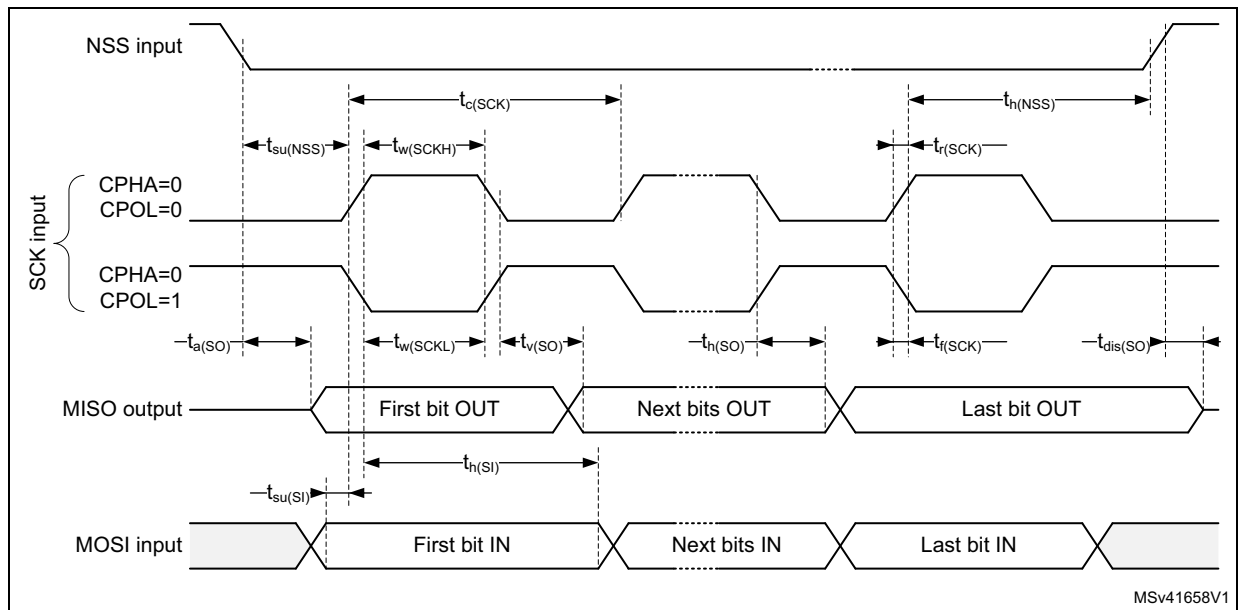 NSS input
tc(SCK)
th(NSS)
tsu(NSS)
tw(SCKH)
tr(SCK)
SCK input
CPHA=0
CPOL=0
CPHA=0
CPOL=1
ta(SO)
tw(SCKL)
tv(SO)
th(SO)
tf(SCK)
tdis(SO)
MISO output
First bit OUT
Next bits OUT
Last bit OUT
th(SI)
tsu(SI)
MOSI input
First bit IN
Next bits IN
Last bit IN
MSv41658V1